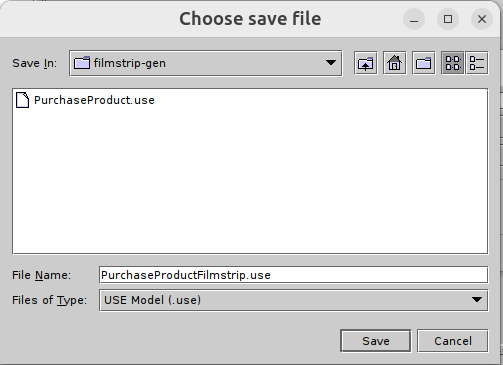 Choose save file
Save In: filmstrip-gen
PurchaseProduct.use
File Name: PurchaseProductFilmstrip.use
Files of Type: USE Model (.use)
Save Cancel